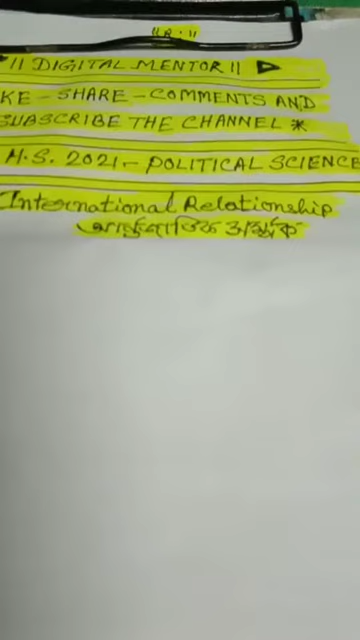 "R."
"|| DIGITAL MENTOR || ▷
KE - SHARE - COMMENTS AND
SUBSCRIBE THE CHANNEL *
H.S. 2021 - POLITICAL SCIENCE
International Relationship
আন্তর্জাতিক সম্পর্ক